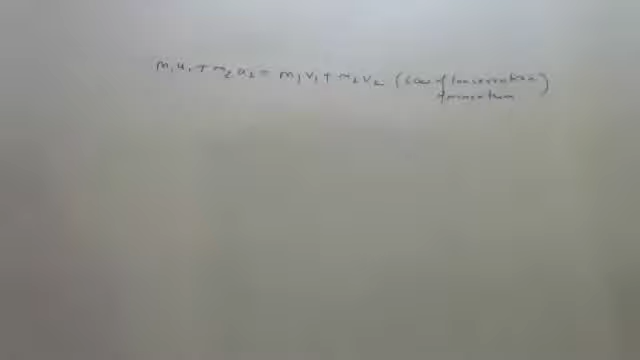 m₁u₁ + m₂u₂ = m₁v₁ + m₂v₂ (Law of Conservation
of momentum)